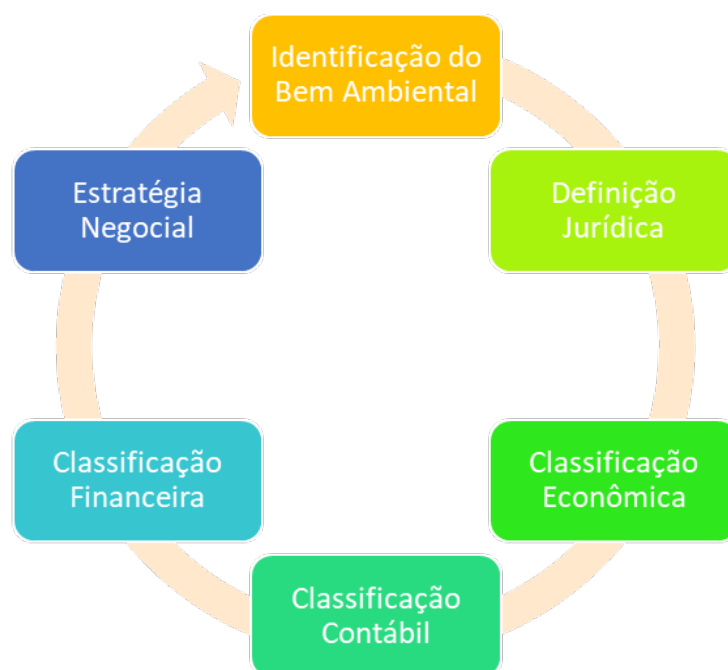 Identificação do
Bem Ambiental
Definição
Jurídica
Classificação
Econômica
Classificação
Contábil
Classificação
Financeira
Estratégia
Negocial